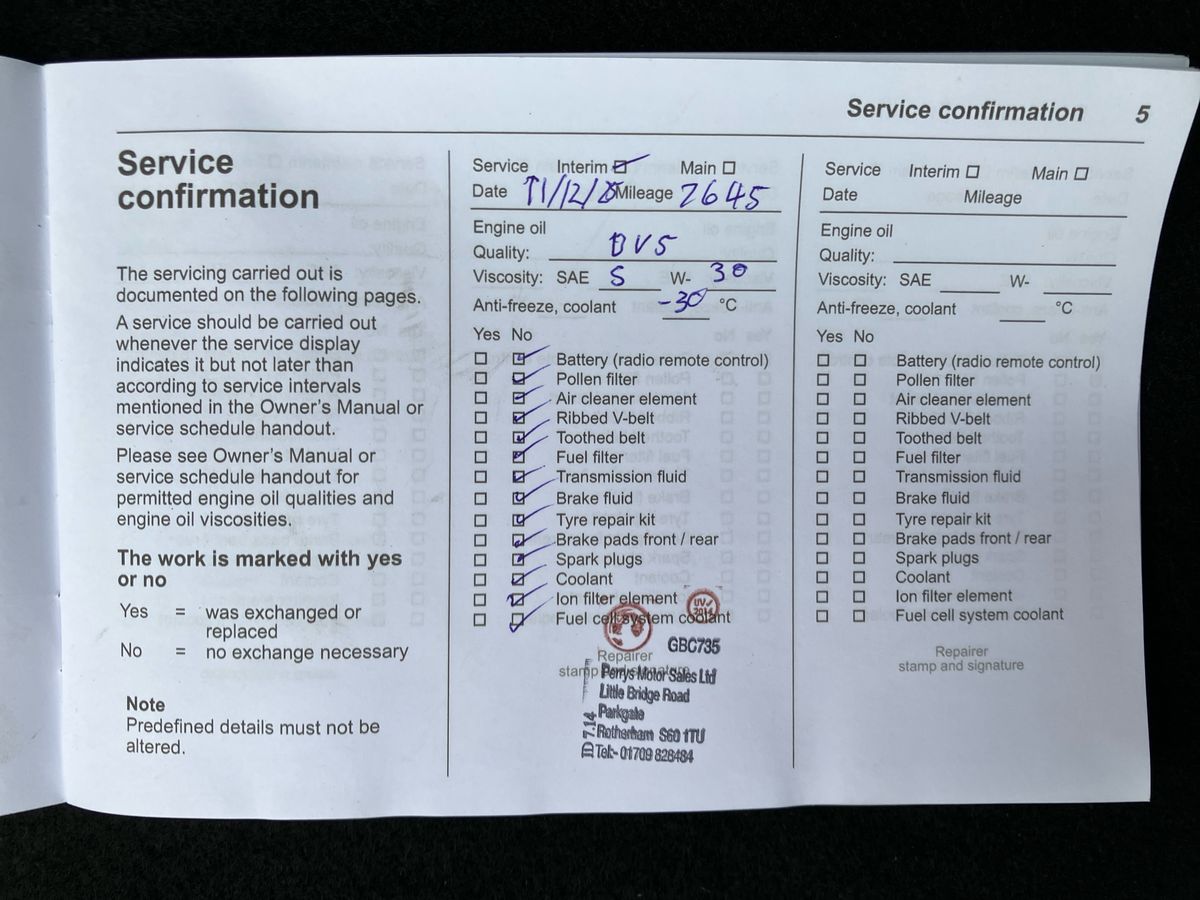 Service confirmation 5
Service
confirmation
The servicing carried out is
documented on the following pages.
A service should be carried out
whenever the service display
indicates it but not later than
according to service intervals
mentioned in the Owner's Manual or
service schedule handout.
Please see Owner's Manual or
service schedule handout for
permitted engine oil qualities and
engine oil viscosities.
The work is marked with yes
or no
Yes = was exchanged or
replaced
No = no exchange necessary
Note
Predefined details must not be
altered.
Service Interim ☑ Main ☐
Date 11/12/25 Mileage 2645
Engine oil
Quality: OV5
Viscosity: SAE 5 W- 30
Anti-freeze, coolant -30 °C
Yes No
☐ ☑ Battery (radio remote control)
☐ ☑ Pollen filter
☐ ☑ Air cleaner element
☐ ☑ Ribbed V-belt
☐ ☑ Toothed belt
☐ ☑ Fuel filter
☐ ☑ Transmission fluid
☐ ☑ Brake fluid
☐ ☑ Tyre repair kit
☐ ☑ Brake pads front / rear
☐ ☑ Spark plugs
☐ ☑ Coolant
☐ ☑ Ion filter element
☐ ☑ Fuel cell system coolant
Repairer
stamp and signature
GBC735
Perrys Motor Sales Ltd
Little Bridge Road
Parkgate
Rotherham S60 1TU
Tel:- 01709 828484
ID 7.14
Service Interim ☐ Main ☐
Date Mileage
Engine oil
Quality:
Viscosity: SAE W-
Anti-freeze, coolant °C
Yes No
☐ ☐ Battery (radio remote control)
☐ ☐ Pollen filter
☐ ☐ Air cleaner element
☐ ☐ Ribbed V-belt
☐ ☐ Toothed belt
☐ ☐ Fuel filter
☐ ☐ Transmission fluid
☐ ☐ Brake fluid
☐ ☐ Tyre repair kit
☐ ☐ Brake pads front / rear
☐ ☐ Spark plugs
☐ ☐ Coolant
☐ ☐ Ion filter element
☐ ☐ Fuel cell system coolant
Repairer
stamp and signature